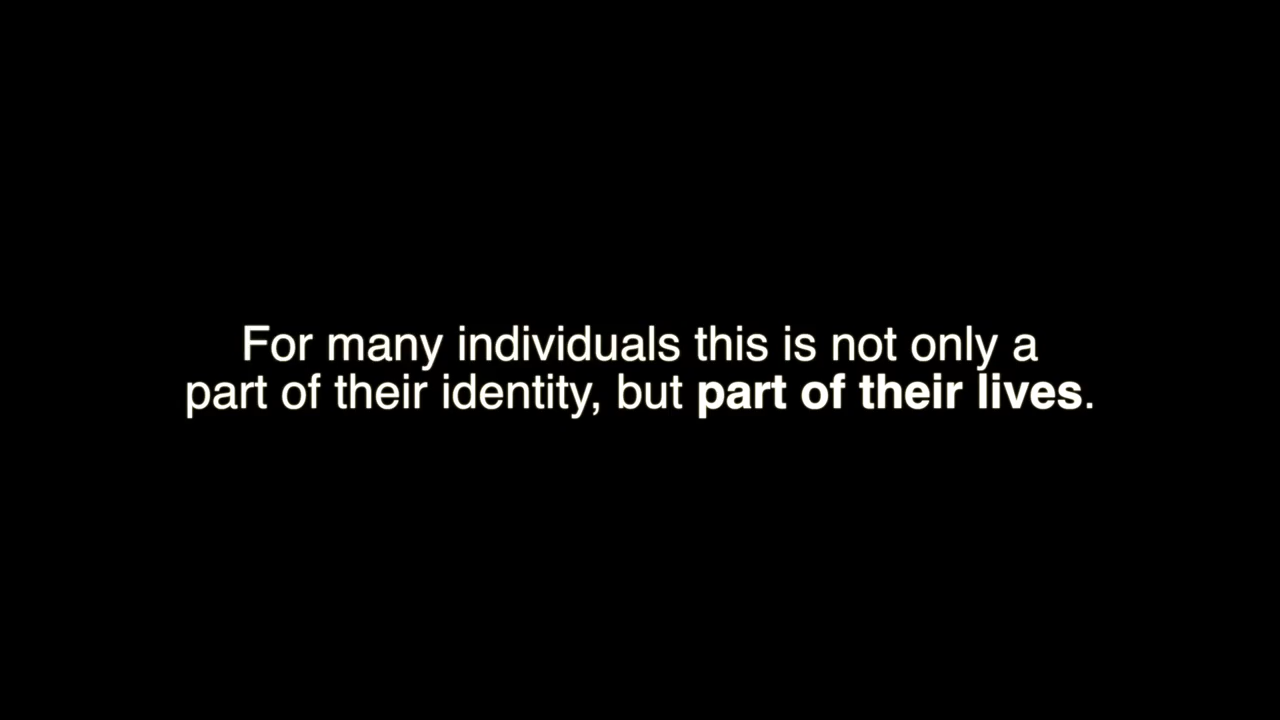 For many individuals this is not only a
part of their identity, but part of their lives.